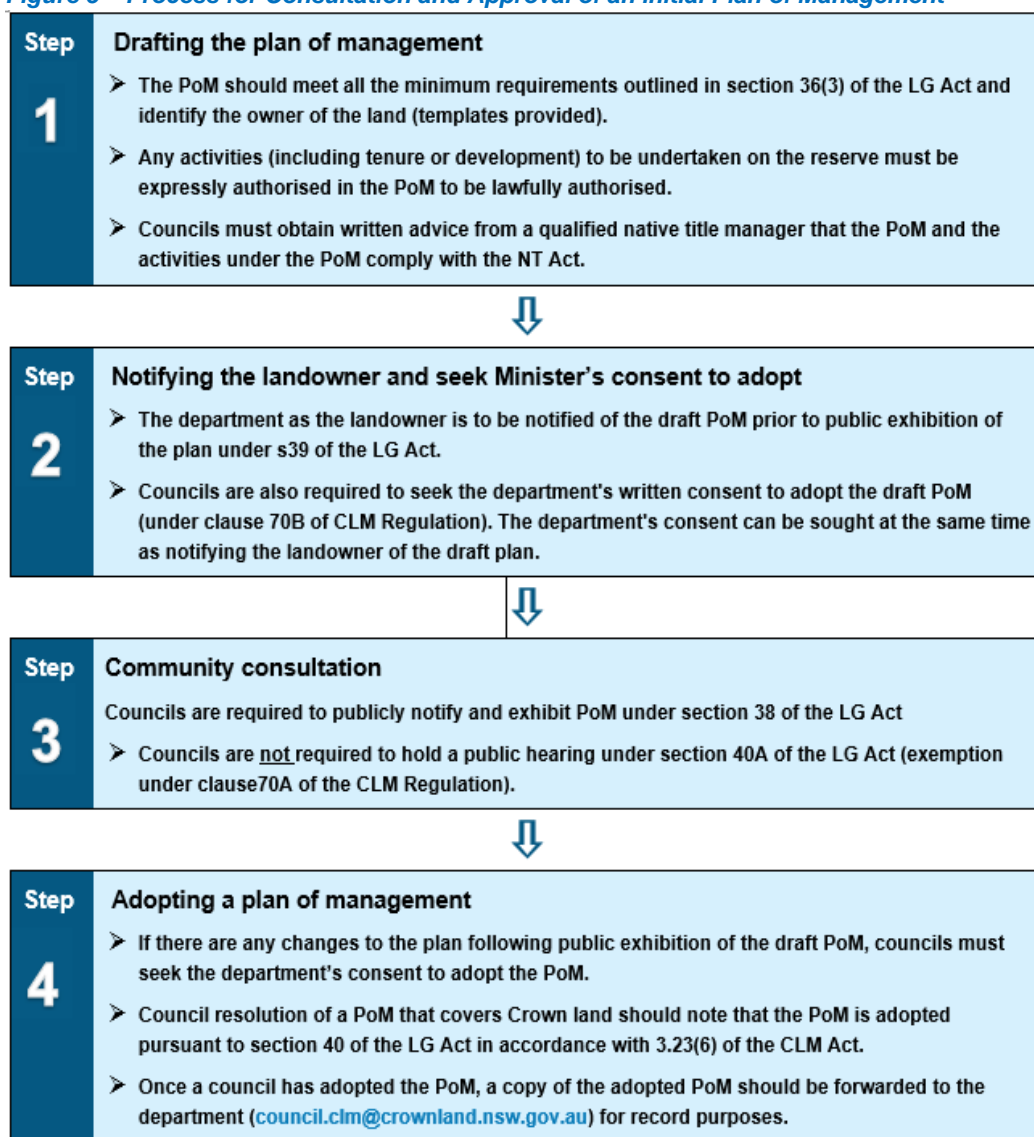 Figure 3 – Process for Consultation and Approval of an Initial Plan of Management
Step
1
Drafting the plan of management
➢ The PoM should meet all the minimum requirements outlined in section 36(3) of the LG Act and
identify the owner of the land (templates provided).
➢ Any activities (including tenure or development) to be undertaken on the reserve must be
expressly authorised in the PoM to be lawfully authorised.
➢ Councils must obtain written advice from a qualified native title manager that the PoM and the
activities under the PoM comply with the NT Act.
Step
2
Notifying the landowner and seek Minister's consent to adopt
➢ The department as the landowner is to be notified of the draft PoM prior to public exhibition of
the plan under s39 of the LG Act.
➢ Councils are also required to seek the department's written consent to adopt the draft PoM
(under clause 70B of CLM Regulation). The department's consent can be sought at the same time
as notifying the landowner of the draft plan.
Step
3
Community consultation
Councils are required to publicly notify and exhibit PoM under section 38 of the LG Act
➢ Councils are not required to hold a public hearing under section 40A of the LG Act (exemption
under clause70A of the CLM Regulation).
Step
4
Adopting a plan of management
➢ If there are any changes to the plan following public exhibition of the draft PoM, councils must
seek the department's consent to adopt the PoM.
➢ Council resolution of a PoM that covers Crown land should note that the PoM is adopted
pursuant to section 40 of the LG Act in accordance with 3.23(6) of the CLM Act.
➢ Once a council has adopted the PoM, a copy of the adopted PoM should be forwarded to the
department (council.clm@crownland.nsw.gov.au) for record purposes.